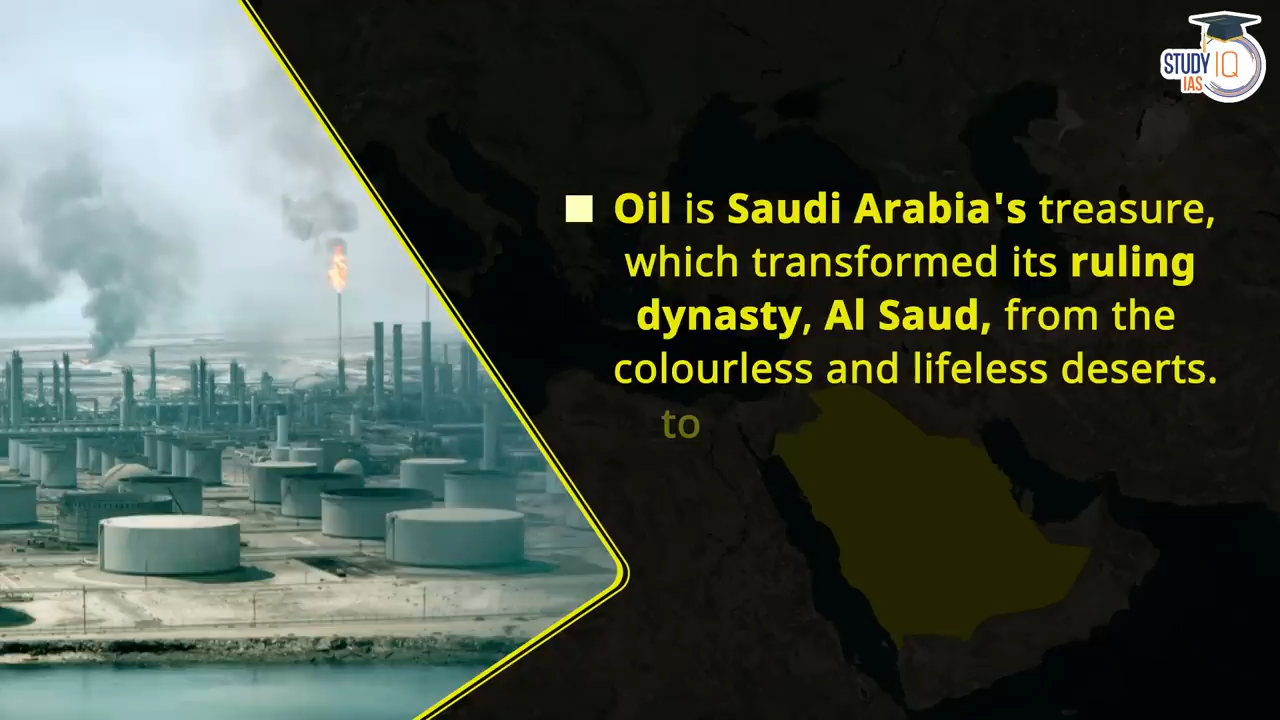 STUDY IQ
IAS
Oil is Saudi Arabia's treasure,
which transformed its ruling
dynasty, Al Saud, from the
colourless and lifeless deserts.
to